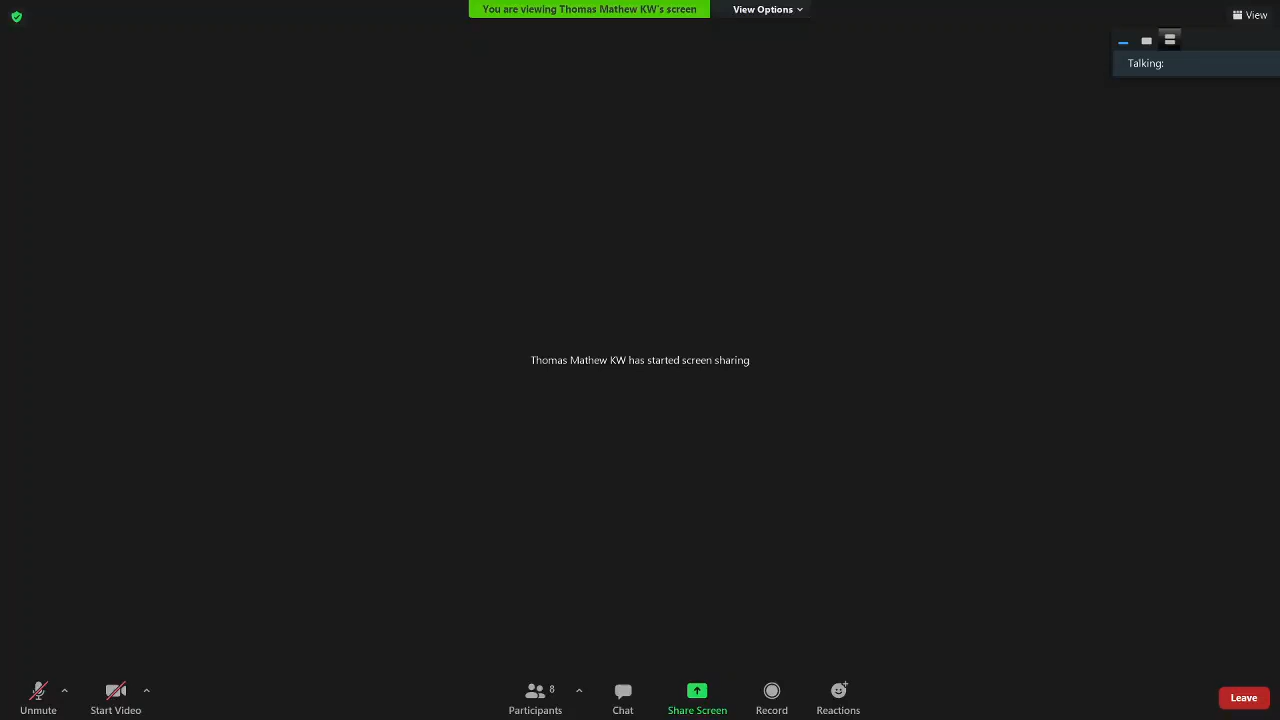 You are viewing Thomas Mathew KW's screen
View Options
View
Talking:
Thomas Mathew KW has started screen sharing
8
Unmute
Start Video
Participants
Chat
Share Screen
Record
Reactions
Leave